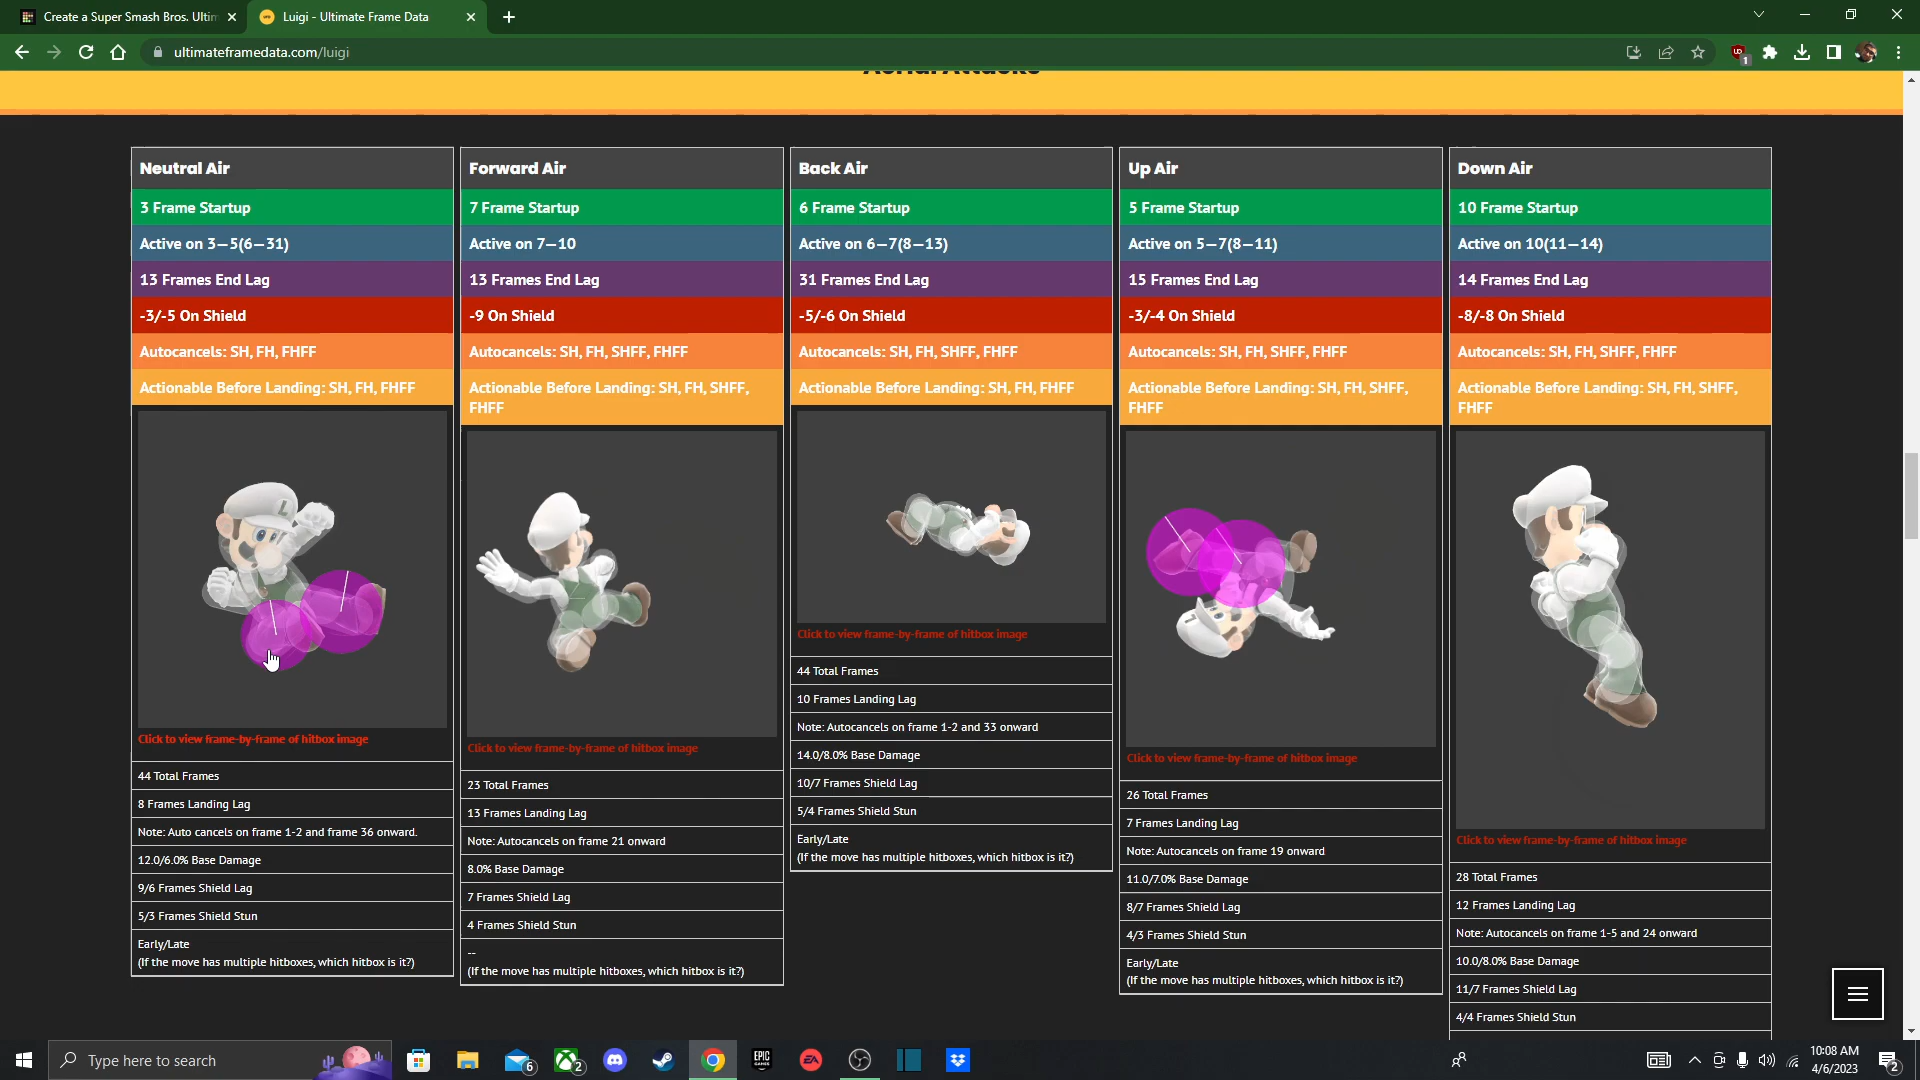 Create a Super Smash Bros. Ultim
Luigi - Ultimate Frame Data
ultimateframedata.com/luigi
1
Aerial Attacks
Neutral Air
3 Frame Startup
Active on 3—5(6—31)
13 Frames End Lag
-3/-5 On Shield
Autocancels: SH, FH, FHFF
Actionable Before Landing: SH, FH, FHFF
L
Click to view frame-by-frame of hitbox image
44 Total Frames
8 Frames Landing Lag
Note: Auto cancels on frame 1-2 and frame 36 onward.
12.0/6.0% Base Damage
9/6 Frames Shield Lag
5/3 Frames Shield Stun
Early/Late
(If the move has multiple hitboxes, which hitbox is it?)
Forward Air
7 Frame Startup
Active on 7—10
13 Frames End Lag
-9 On Shield
Autocancels: SH, FH, SHFF, FHFF
Actionable Before Landing: SH, FH, SHFF,
FHFF
Click to view frame-by-frame of hitbox image
23 Total Frames
13 Frames Landing Lag
Note: Autocancels on frame 21 onward
8.0% Base Damage
7 Frames Shield Lag
4 Frames Shield Stun
--
(If the move has multiple hitboxes, which hitbox is it?)
Back Air
6 Frame Startup
Active on 6—7(8—13)
31 Frames End Lag
-5/-6 On Shield
Autocancels: SH, FH, SHFF, FHFF
Actionable Before Landing: SH, FH, FHFF
Click to view frame-by-frame of hitbox image
44 Total Frames
10 Frames Landing Lag
Note: Autocancels on frame 1-2 and 33 onward
14.0/8.0% Base Damage
10/7 Frames Shield Lag
5/4 Frames Shield Stun
Early/Late
(If the move has multiple hitboxes, which hitbox is it?)
Up Air
5 Frame Startup
Active on 5—7(8—11)
15 Frames End Lag
-3/-4 On Shield
Autocancels: SH, FH, SHFF, FHFF
Actionable Before Landing: SH, FH, SHFF,
FHFF
Click to view frame-by-frame of hitbox image
26 Total Frames
7 Frames Landing Lag
Note: Autocancels on frame 19 onward
11.0/7.0% Base Damage
8/7 Frames Shield Lag
4/3 Frames Shield Stun
Early/Late
(If the move has multiple hitboxes, which hitbox is it?)
Down Air
10 Frame Startup
Active on 10(11—14)
14 Frames End Lag
-8/-8 On Shield
Autocancels: SH, FH, SHFF, FHFF
Actionable Before Landing: SH, FH, SHFF,
FHFF
Click to view frame-by-frame of hitbox image
28 Total Frames
12 Frames Landing Lag
Note: Autocancels on frame 1-5 and 24 onward
10.0/8.0% Base Damage
11/7 Frames Shield Lag
4/4 Frames Shield Stun
Type here to search
6
2
EPIC
GAMES
EA
10:08 AM
4/6/2023
2